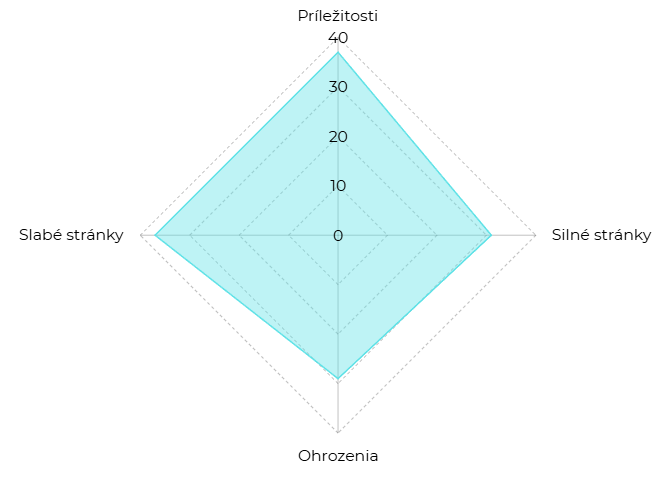 Príležitosti
40
30
20
10
0
Slabé stránky
Silné stránky
Ohrozenia